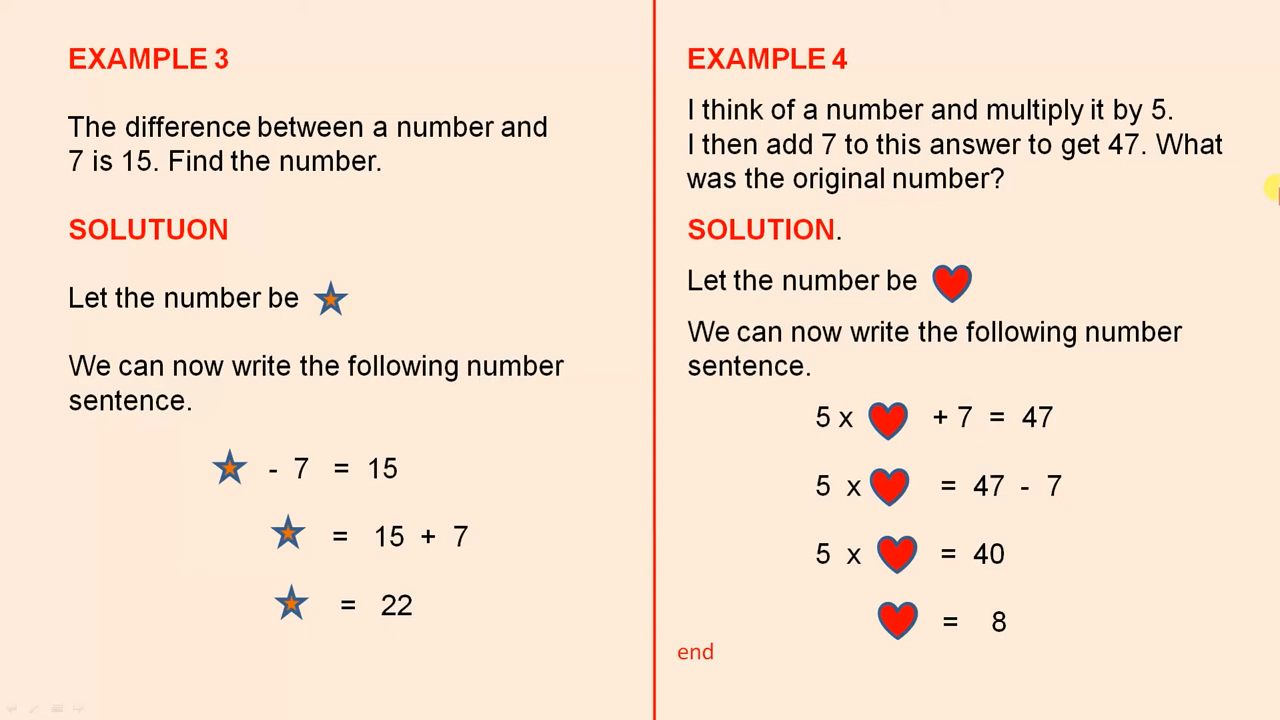 EXAMPLE 3
The difference between a number and
7 is 15. Find the number.
SOLUTUON
Let the number be
We can now write the following number
sentence.
- 7 = 15
= 15 + 7
= 22
EXAMPLE 4
I think of a number and multiply it by 5.
I then add 7 to this answer to get 47. What
was the original number?
SOLUTION.
Let the number be
We can now write the following number
sentence.
5 x + 7 = 47
5 x = 47 - 7
5 x = 40
= 8
end